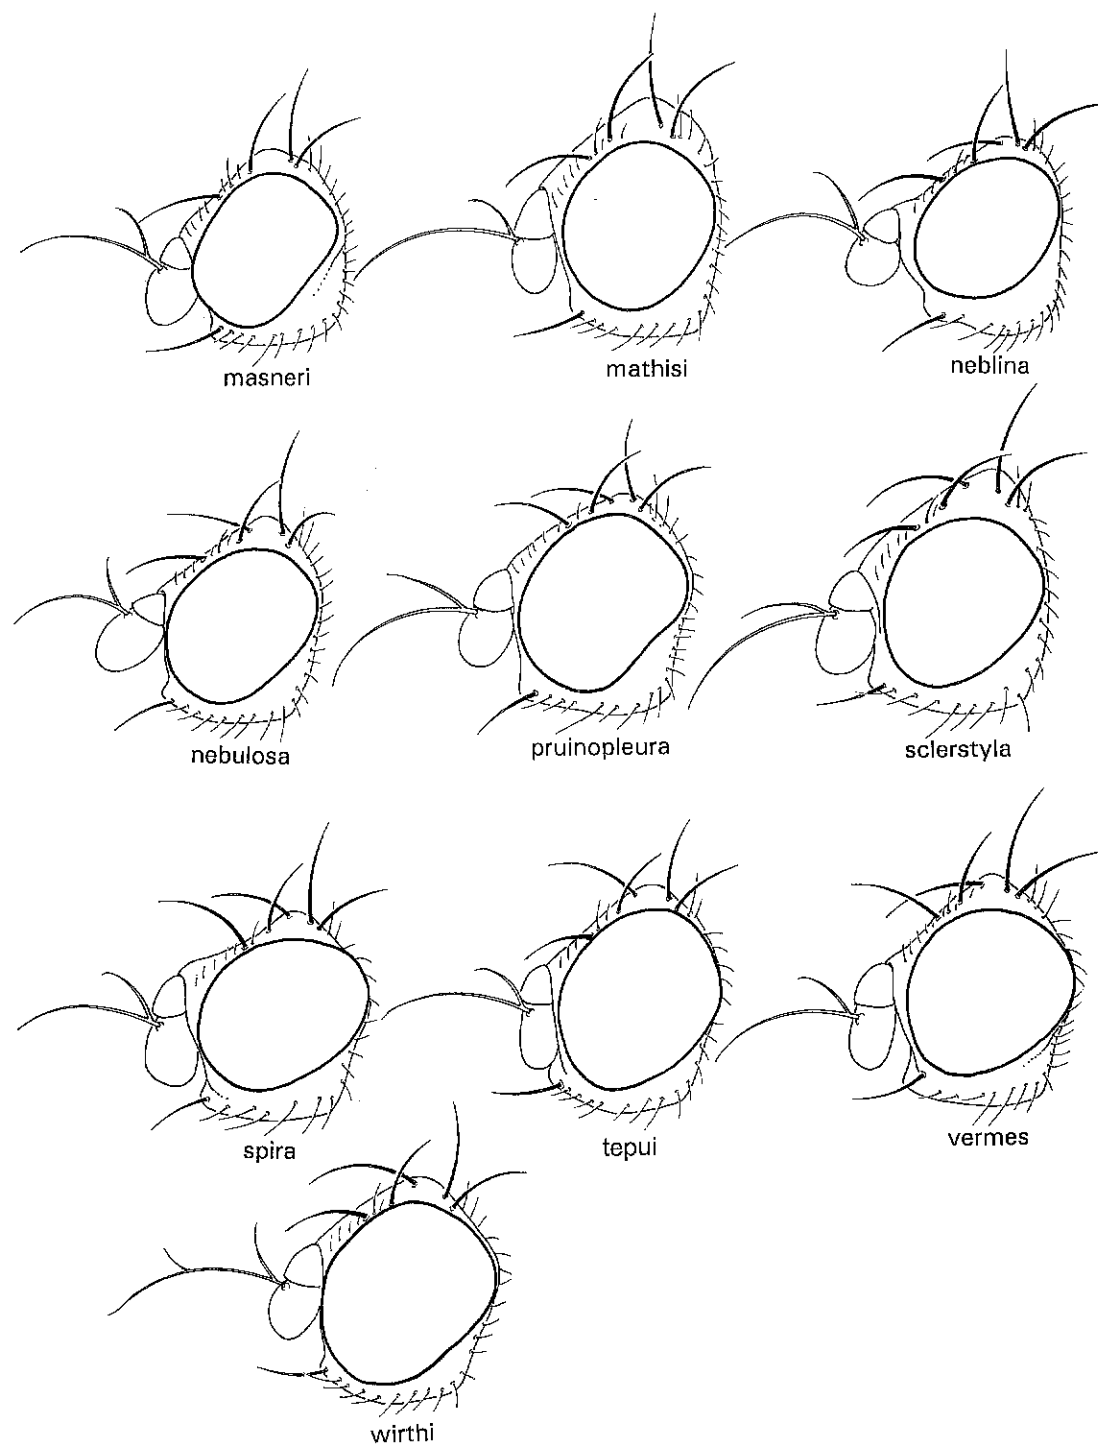 masneri
mathisi
neblina
nebulosa
pruinopleura
sclerstyla
spira
tepui
vermes
wirthi